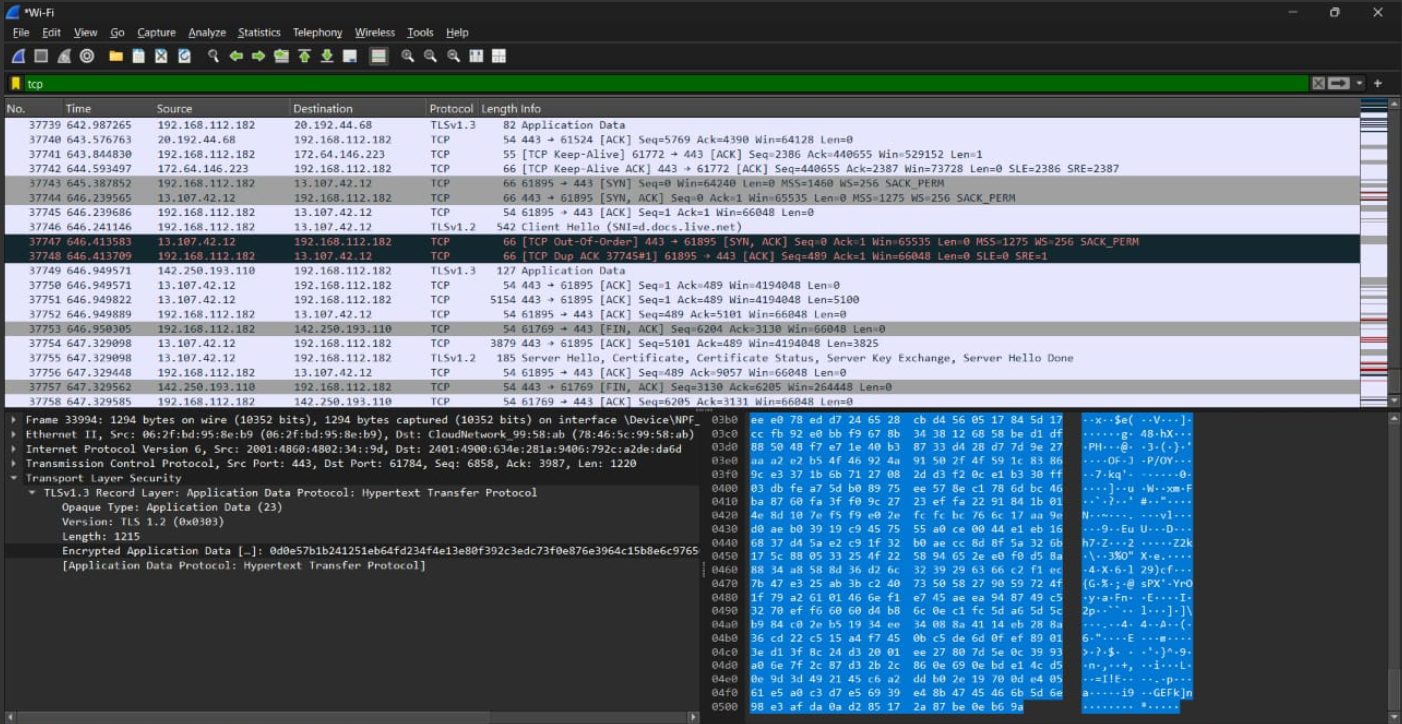 *Wi-Fi
File Edit View Go Capture Analyze Statistics Telephony Wireless Tools Help
tcp
No. Time Source Destination Protocol Length Info
37739 642.987265 192.168.112.182 20.192.44.68 TLSv1.3 82 Application Data
37740 643.576763 20.192.44.68 192.168.112.182 TCP 54 443 → 61524 [ACK] Seq=5769 Ack=4390 Win=64128 Len=0
37741 643.844830 192.168.112.182 172.64.146.223 TCP 55 [TCP Keep-Alive] 61772 → 443 [ACK] Seq=2386 Ack=440655 Win=529152 Len=1
37742 644.593497 172.64.146.223 192.168.112.182 TCP 66 [TCP Keep-Alive ACK] 443 → 61772 [ACK] Seq=440655 Ack=2387 Win=73728 Len=0 SLE=2386 SRE=2387
37743 645.387852 192.168.112.182 13.107.42.12 TCP 66 61895 → 443 [SYN] Seq=0 Win=64240 Len=0 MSS=1460 WS=256 SACK_PERM
37744 646.239565 13.107.42.12 192.168.112.182 TCP 66 443 → 61895 [SYN, ACK] Seq=0 Ack=1 Win=65535 Len=0 MSS=1275 WS=256 SACK_PERM
37745 646.239686 192.168.112.182 13.107.42.12 TCP 54 61895 → 443 [ACK] Seq=1 Ack=1 Win=66048 Len=0
37746 646.241146 192.168.112.182 13.107.42.12 TLSv1.2 542 Client Hello (SNI=d.docs.live.net)
37747 646.413583 13.107.42.12 192.168.112.182 TCP 66 [TCP Out-Of-Order] 443 → 61895 [SYN, ACK] Seq=0 Ack=1 Win=65535 Len=0 MSS=1275 WS=256 SACK_PERM
37748 646.413709 192.168.112.182 13.107.42.12 TCP 66 [TCP Dup ACK 37745#1] 61895 → 443 [ACK] Seq=489 Ack=1 Win=66048 Len=0 SLE=0 SRE=1
37749 646.949571 142.250.193.110 192.168.112.182 TLSv1.3 127 Application Data
37750 646.949571 13.107.42.12 192.168.112.182 TCP 54 443 → 61895 [ACK] Seq=1 Ack=489 Win=4194048 Len=0
37751 646.949822 13.107.42.12 192.168.112.182 TCP 5154 443 → 61895 [ACK] Seq=1 Ack=489 Win=4194048 Len=5100
37752 646.949889 192.168.112.182 13.107.42.12 TCP 54 61895 → 443 [ACK] Seq=489 Ack=5101 Win=66048 Len=0
37753 646.950305 192.168.112.182 142.250.193.110 TCP 54 61769 → 443 [FIN, ACK] Seq=6204 Ack=3130 Win=66048 Len=0
37754 647.329098 13.107.42.12 192.168.112.182 TCP 3879 443 → 61895 [ACK] Seq=5101 Ack=489 Win=4194048 Len=3825
37755 647.329098 13.107.42.12 192.168.112.182 TLSv1.2 185 Server Hello, Certificate, Certificate Status, Server Key Exchange, Server Hello Done
37756 647.329448 192.168.112.182 13.107.42.12 TCP 54 61895 → 443 [ACK] Seq=489 Ack=9057 Win=66048 Len=0
37757 647.329562 142.250.193.110 192.168.112.182 TCP 54 443 → 61769 [FIN, ACK] Seq=3130 Ack=6205 Win=264448 Len=0
37758 647.329585 192.168.112.182 142.250.193.110 TCP 54 61769 → 443 [ACK] Seq=6205 Ack=3131 Win=66048 Len=0
Frame 33994: 1294 bytes on wire (10352 bits), 1294 bytes captured (10352 bits) on interface \Device\NPF_
Ethernet II, Src: 06:2f:bd:95:8e:b9 (06:2f:bd:95:8e:b9), Dst: CloudNetwork_99:58:ab (78:46:5c:99:58:ab)
Internet Protocol Version 6, Src: 2001:4860:4802:34::9d, Dst: 2401:4900:634e:281a:9406:792c:a2de:da6d
Transmission Control Protocol, Src Port: 443, Dst Port: 61784, Seq: 6858, Ack: 3987, Len: 1220
Transport Layer Security
TLSv1.3 Record Layer: Application Data Protocol: Hypertext Transfer Protocol
Opaque Type: Application Data (23)
Version: TLS 1.2 (0x0303)
Length: 1215
Encrypted Application Data […]: 0d0e57b1b241251eb64fd234f4e13e80f392c3edc73f0e876e3964c15b8e6c9765
[Application Data Protocol: Hypertext Transfer Protocol]
03b0 ee e0 78 ed d7 24 65 28 cb d4 56 05 17 84 5d 17
03c0 cc fb 92 e0 bb f9 67 8b 34 38 12 68 58 be d1 df
03d0 88 50 48 f7 e7 1e 40 b3 87 33 d4 28 d7 7d 9e 27
03e0 aa a2 e2 b5 4f 46 92 4a 91 50 2f 4f 59 1c 83 86
03f0 9c e3 37 1b 6b 71 27 08 2d d3 f2 0c e1 b3 30 ff
0400 03 db fe a7 5d b0 89 75 ee 57 8e c1 78 6d bc 46
0410 ba 87 60 fa 3f f0 9c 27 23 ef fa 22 91 84 1b 01
0420 4e 8d 10 7e f5 f9 e0 2e fc fc bc 76 6c 17 aa 9e
0430 d0 ae b0 39 19 c9 45 75 55 a0 ce 00 44 e1 eb 16
0440 68 37 d4 5a e2 c9 1f 32 b0 ae cc 8d 8f 5a 32 6b
0450 17 5c 88 05 33 25 4f 22 58 94 65 2e e0 f0 d5 8a
0460 88 34 a8 58 8d 36 d2 6c 32 39 29 63 66 c2 f1 ec
0470 7b 47 e3 25 ab 3b c2 40 73 50 58 27 90 59 72 4f
0480 1f 79 a2 61 01 46 6e f1 e7 45 ae ea 94 87 49 c5
0490 32 70 ef f6 60 60 d4 b8 6c 0e c1 fc 5d a6 5d 5c
04a0 b9 84 c0 2e b5 19 34 ee 34 08 8a 41 14 eb 28 8a
04b0 36 cd 22 c5 15 a4 f7 45 0b c5 de 6d 0f ef 89 01
04c0 3e d1 3f 8c 24 d3 20 01 ee 27 80 7d 5e 0c 39 93
04d0 a0 6e 7f 2c 87 d3 2b 2c 86 0e 69 0e bd e1 4c d5
04e0 0e 9d 3d 49 21 45 c6 a2 dd b0 2e 19 70 0d e4 05
04f0 61 e5 a0 c3 d7 e5 69 39 e4 8b 47 45 46 6b 5d 6e
0500 98 e3 af da 0a d2 85 17 2a 87 be 0e b6 9a